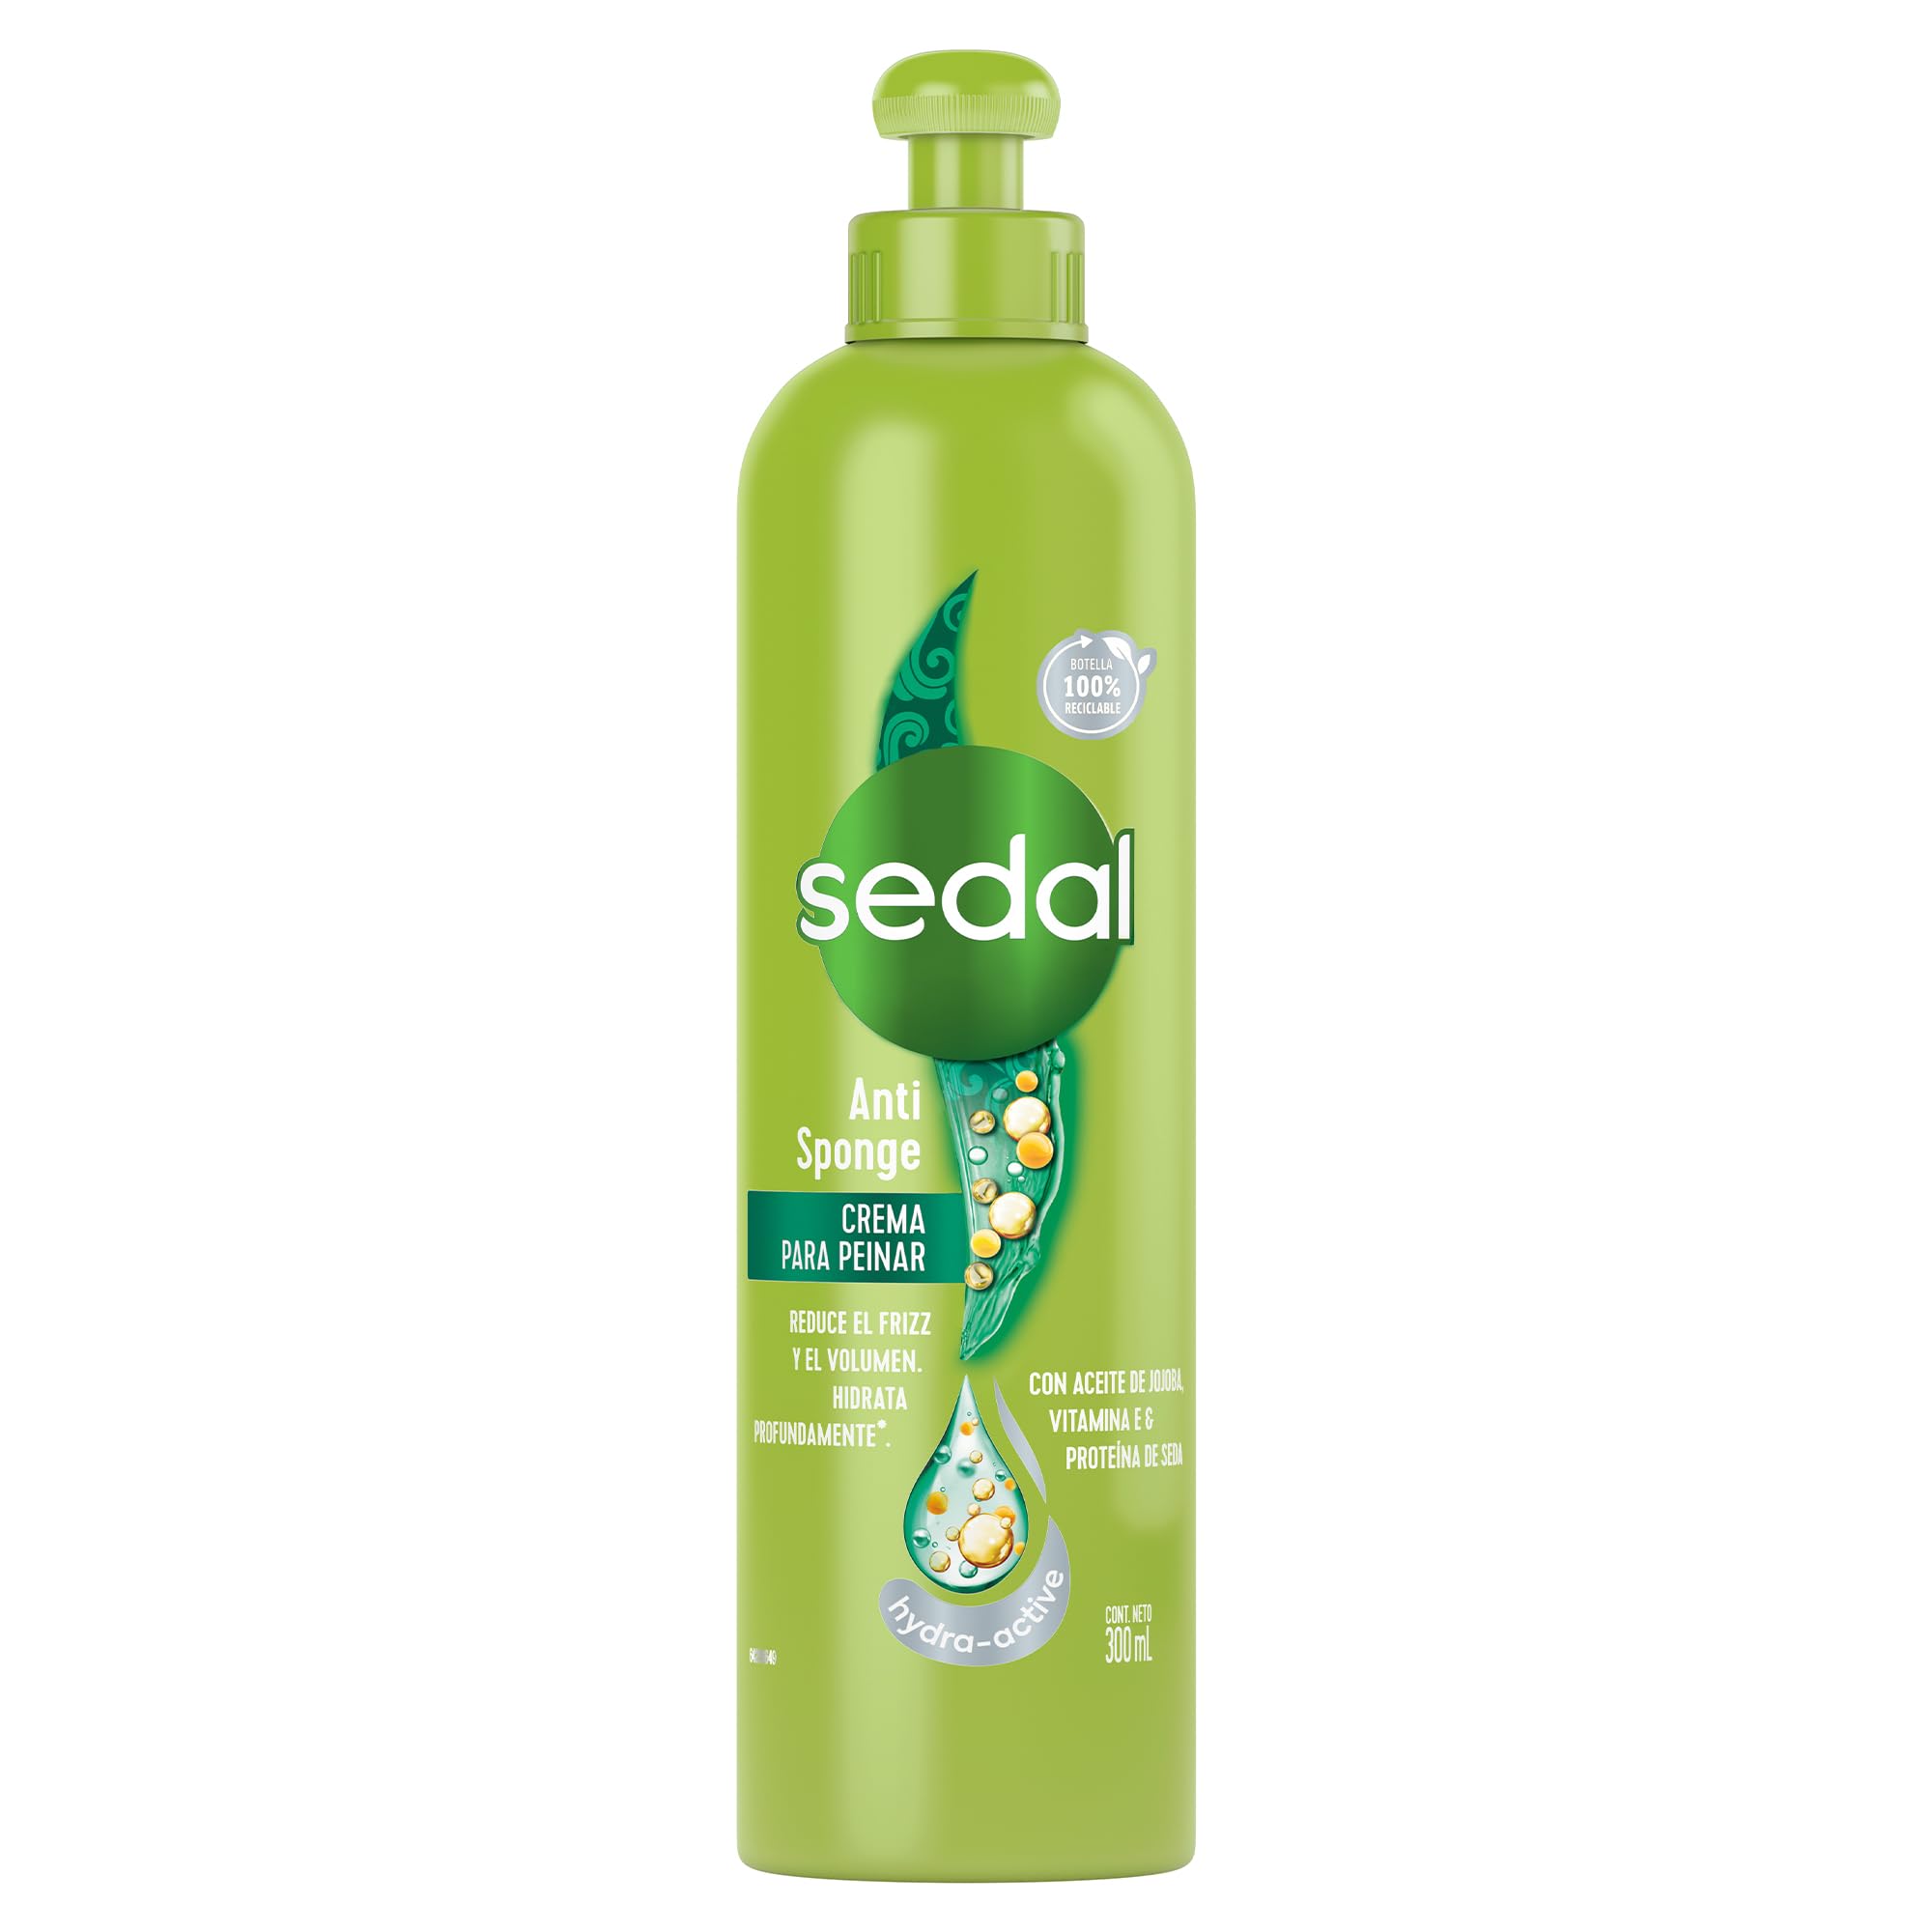 BOTELLA
100%
RECICLABLE
sedal
Anti
Sponge
CREMA
PARA PEINAR
REDUCE EL FRIZZ
Y EL VOLUMEN.
HIDRATA
PROFUNDAMENTE*.
CON ACEITE DE JOJOBA,
VITAMINA E &
PROTEÍNA DE SEDA
hydra-active
CONT. NETO
300 mL